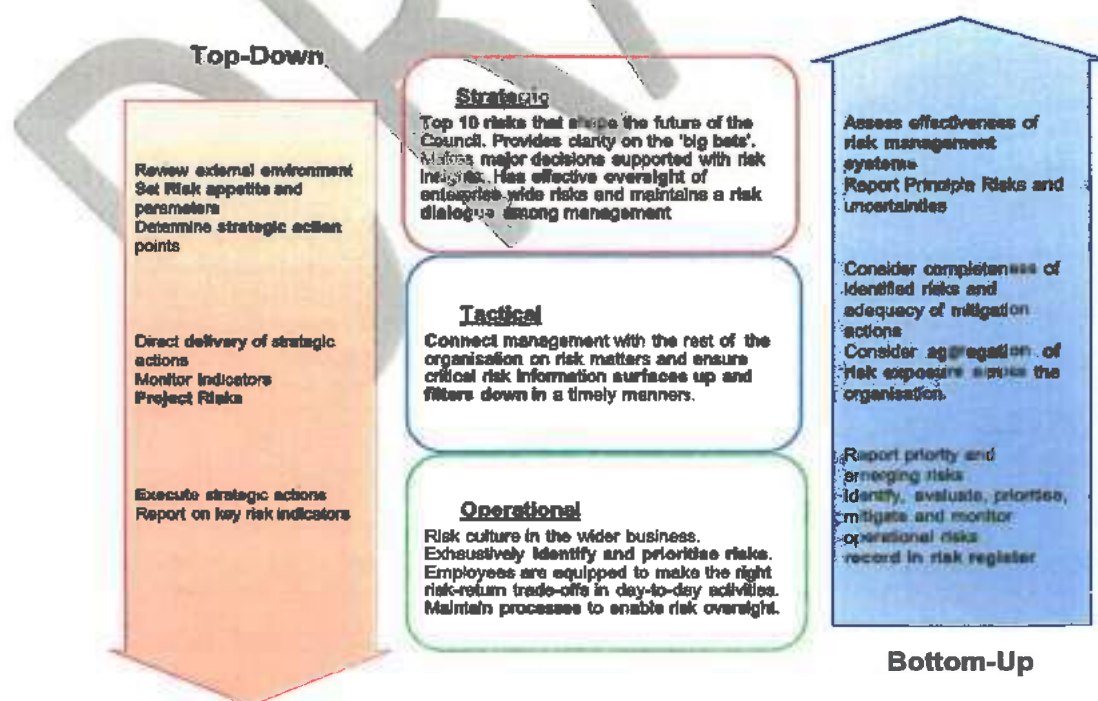 Top-Down
Review external environment
Set Risk appetite and
parameters
Determine strategic action
points
Direct delivery of strategic
actions
Monitor indicators
Project Risks
Execute strategic actions
Report on key risk indicators
Strategic
Top 10 risks that shape the future of the
Council. Provides clarity on the 'big bets'.
Makes major decisions supported with risk
insights. Has effective oversight of
enterprise-wide risks and maintains a risk
dialogue among management
Tactical
Connect management with the rest of the
organisation on risk matters and ensure
critical risk information surfaces up and
filters down in a timely manners.
Operational
Risk culture in the wider business.
Exhaustively identify and prioritise risks.
Employees are equipped to make the right
risk-return trade-offs in day-to-day activities.
Maintain processes to enable risk oversight.
Assess effectiveness of
risk management
systems
Report Principle Risks and
uncertainties
Consider completeness of
identified risks and
adequacy of mitigation
actions
Consider aggregation of
risk exposure across the
organisation.
Report priority and
emerging risks
identify, evaluate, prioritise,
mitigate and monitor
operational risks
record in risk register
Bottom-Up